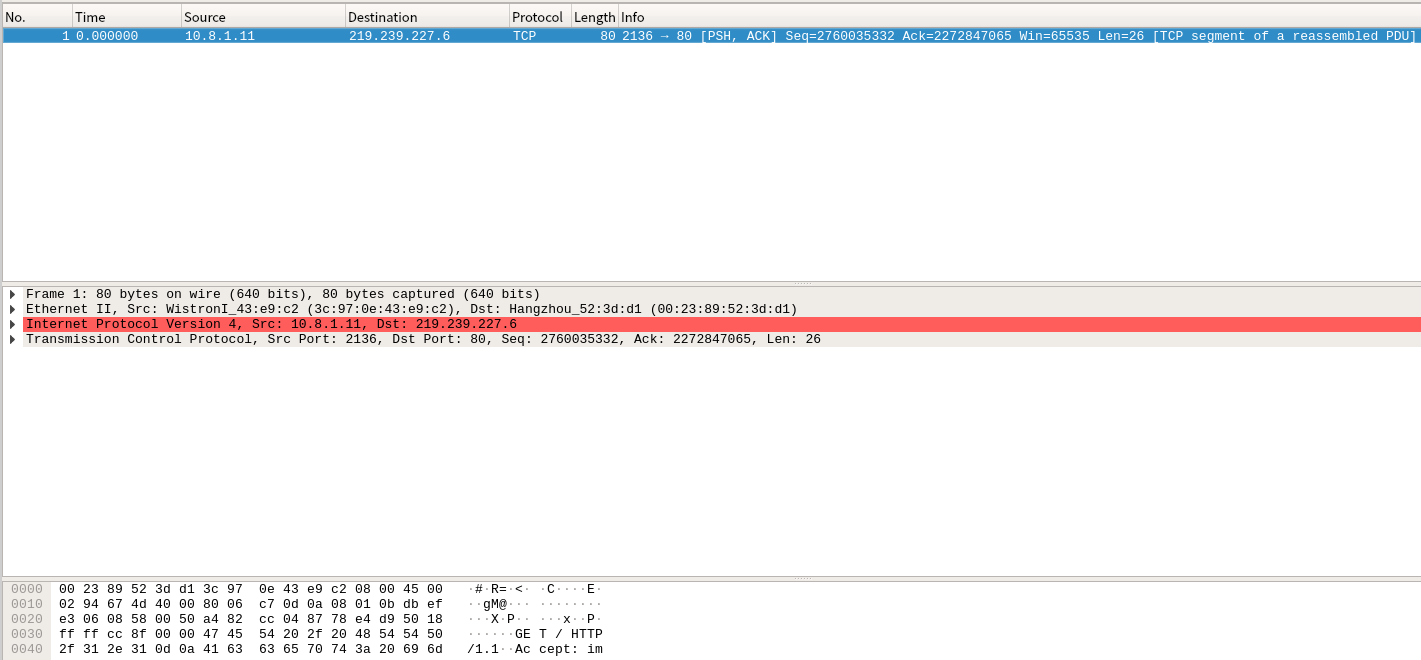 No. Time Source Destination Protocol Length Info
1 0.000000 10.8.1.11 219.239.227.6 TCP 80 2136 → 80 [PSH, ACK] Seq=2760035332 Ack=2272847065 Win=65535 Len=26 [TCP segment of a reassembled PDU]
Frame 1: 80 bytes on wire (640 bits), 80 bytes captured (640 bits)
Ethernet II, Src: WistronI_43:e9:c2 (3c:97:0e:43:e9:c2), Dst: Hangzhou_52:3d:d1 (00:23:89:52:3d:d1)
Internet Protocol Version 4, Src: 10.8.1.11, Dst: 219.239.227.6
Transmission Control Protocol, Src Port: 2136, Dst Port: 80, Seq: 2760035332, Ack: 2272847065, Len: 26
0000 00 23 89 52 3d d1 3c 97 0e 43 e9 c2 08 00 45 00 ·#·R=·<· ·C····E·
0010 02 94 67 4d 40 00 80 06 c7 0d 0a 08 01 0b db ef ··gM@··· ········
0020 e3 06 08 58 00 50 a4 82 cc 04 87 78 e4 d9 50 18 ···X·P·· ···x··P·
0030 ff ff cc 8f 00 00 47 45 54 20 2f 20 48 54 54 50 ······GE T / HTTP
0040 2f 31 2e 31 0d 0a 41 63 63 65 70 74 3a 20 69 6d /1.1··Ac cept: im